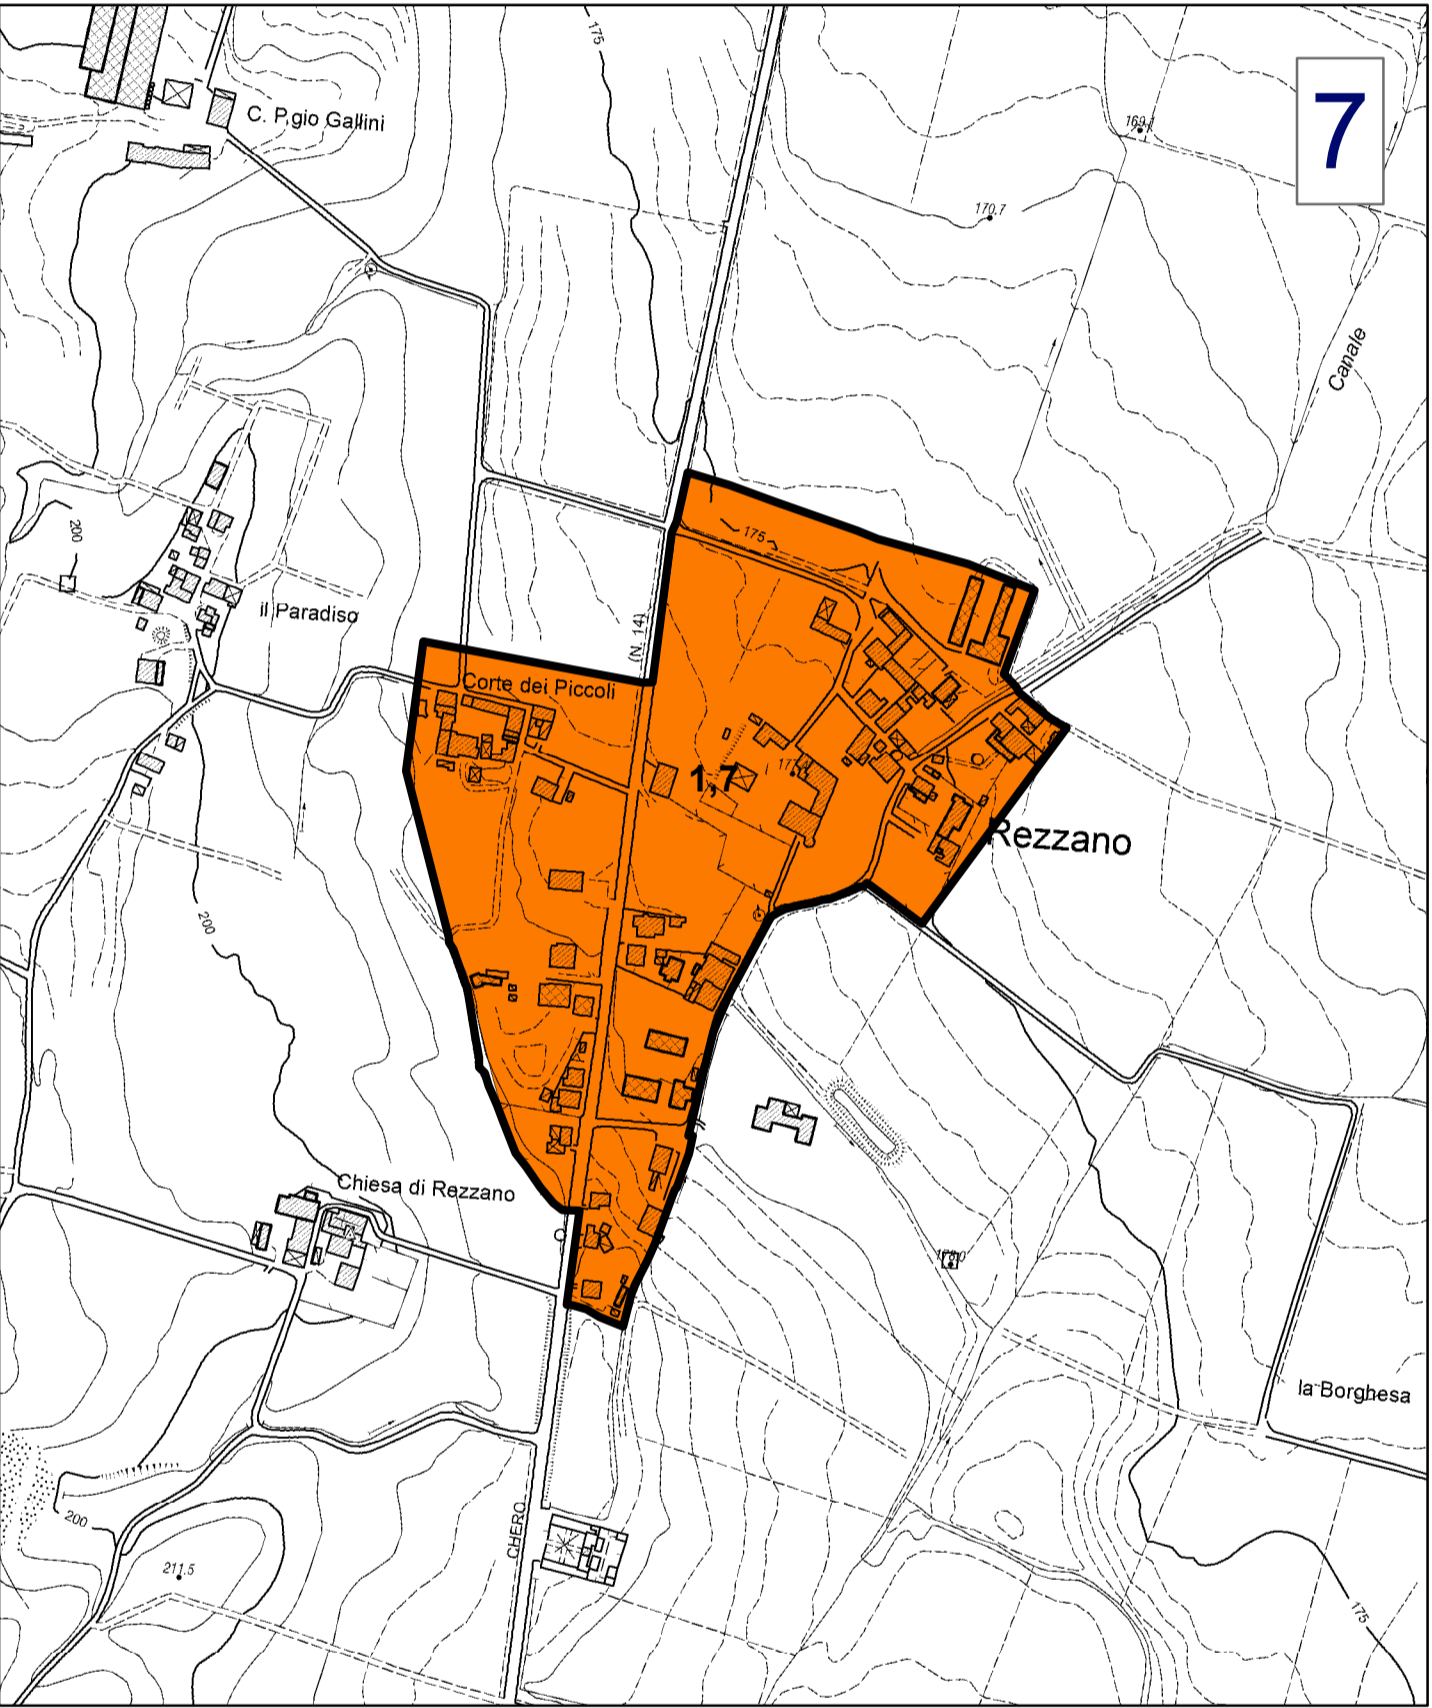 175
7
C. P.gio Gallini
169,1
170.7
Canale
175
200
il Paradiso
(N. 14)
Corte dei Piccoli
1,7
Rezzano
200
Chiesa di Rezzano
la Borghesa
CHERO
200
211.5
175